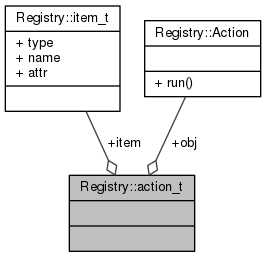 Registry::item_t
+ type
+ name
+ attr
Registry::Action
+ run()
+item
+obj
Registry::action_t